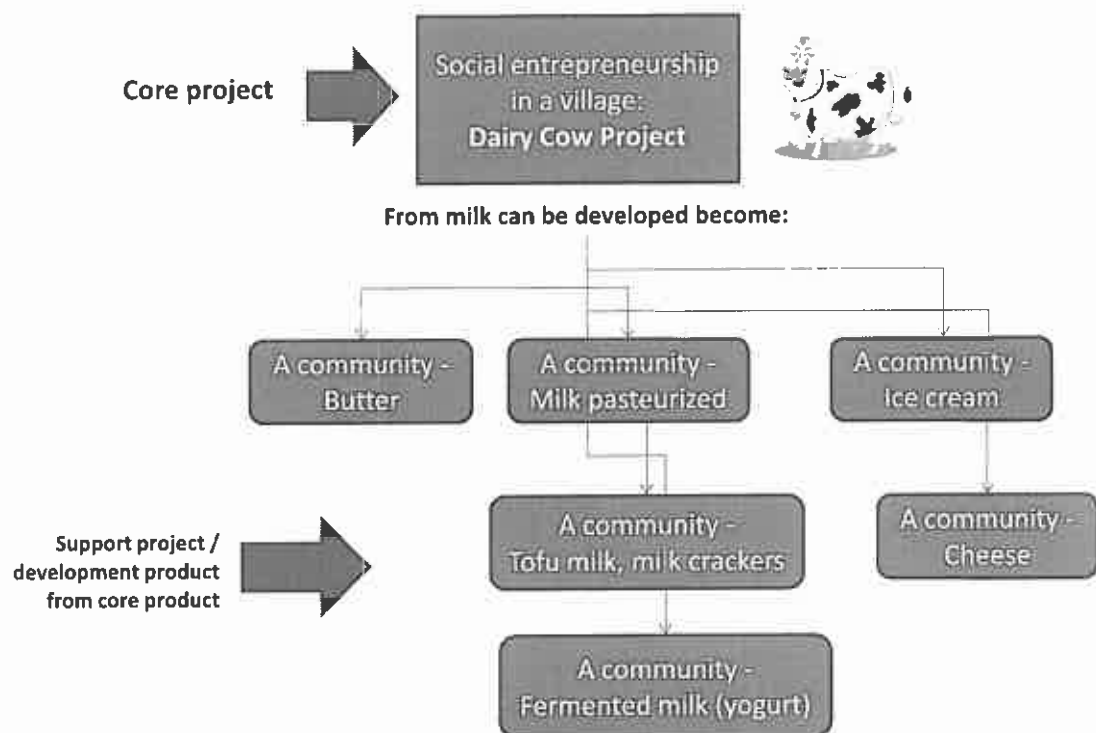 Core project
Social entrepreneurship
in a village:
Dairy Cow Project
From milk can be developed become:
A community -
Butter
A community -
Milk pasteurized
A community -
Ice cream
Support project /
development product
from core product
A community -
Tofu milk, milk crackers
A community -
Cheese
A community -
Fermented milk (yogurt)